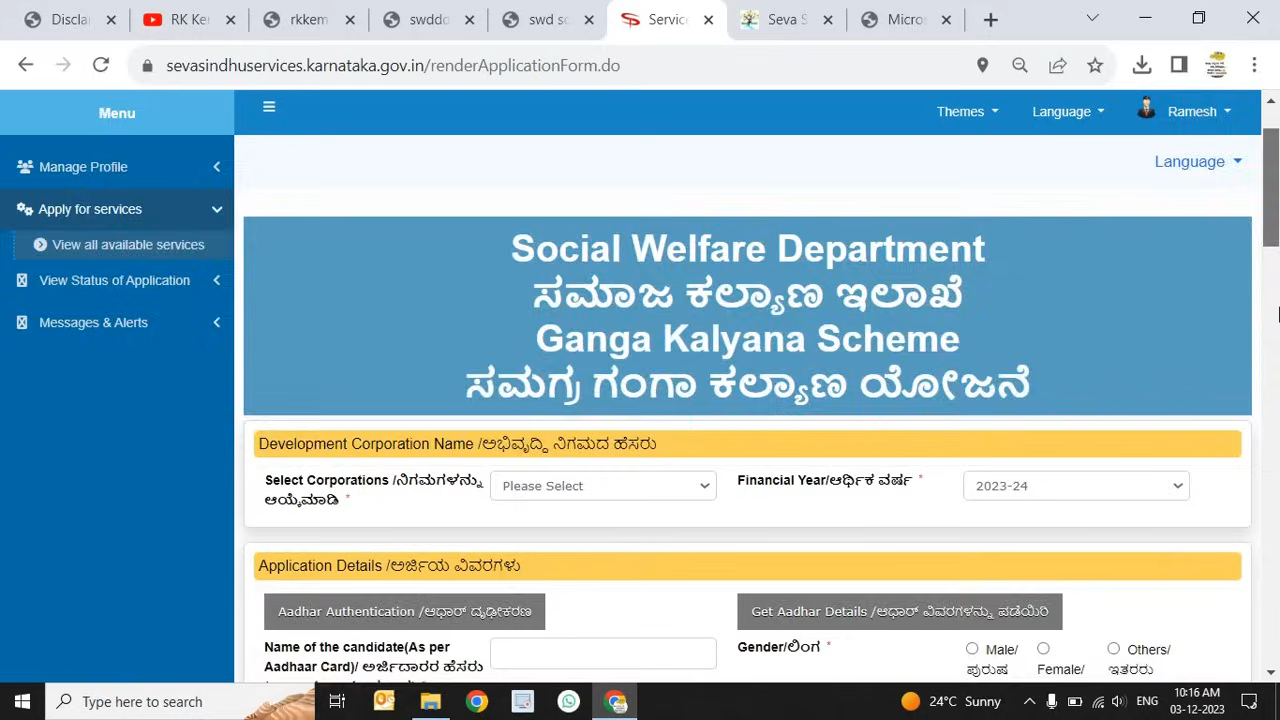 Discla
RK Ker
rkkem
swddd
swd sc
Service
Seva S
Micros
sevasindhuservices.karnataka.gov.in/renderApplicationForm.do
Menu
Themes
Language
Ramesh
Manage Profile
Language
Apply for services
View all available services
View Status of Application
Messages & Alerts
Social Welfare Department
ಸಮಾಜ ಕಲ್ಯಾಣ ಇಲಾಖೆ
Ganga Kalyana Scheme
ಸಮಗ್ರ ಗಂಗಾ ಕಲ್ಯಾಣ ಯೋಜನೆ
Development Corporation Name /ಅಭಿವೃದ್ಧಿ ನಿಗಮದ ಹೆಸರು
Select Corporations /ನಿಗಮಗಳನ್ನು
ಆಯ್ಕೆಮಾಡಿ *
Please Select
Financial Year/ಆರ್ಥಿಕ ವರ್ಷ *
2023-24
Application Details /ಅರ್ಜಿಯ ವಿವರಗಳು
Aadhar Authentication /ಆಧಾರ್ ದೃಢೀಕರಣ
Get Aadhar Details /ಆಧಾರ್ ವಿವರಗಳನ್ನು ಪಡೆಯಿರಿ
Name of the candidate(As per
Aadhaar Card)/ ಅರ್ಜಿದಾರರ ಹೆಸರು
Gender/ಲಿಂಗ *
Male/
ಪುರುಷ
Female/
Others/
ಇತರರು
Type here to search
24°C Sunny
ENG
10:16 AM
03-12-2023